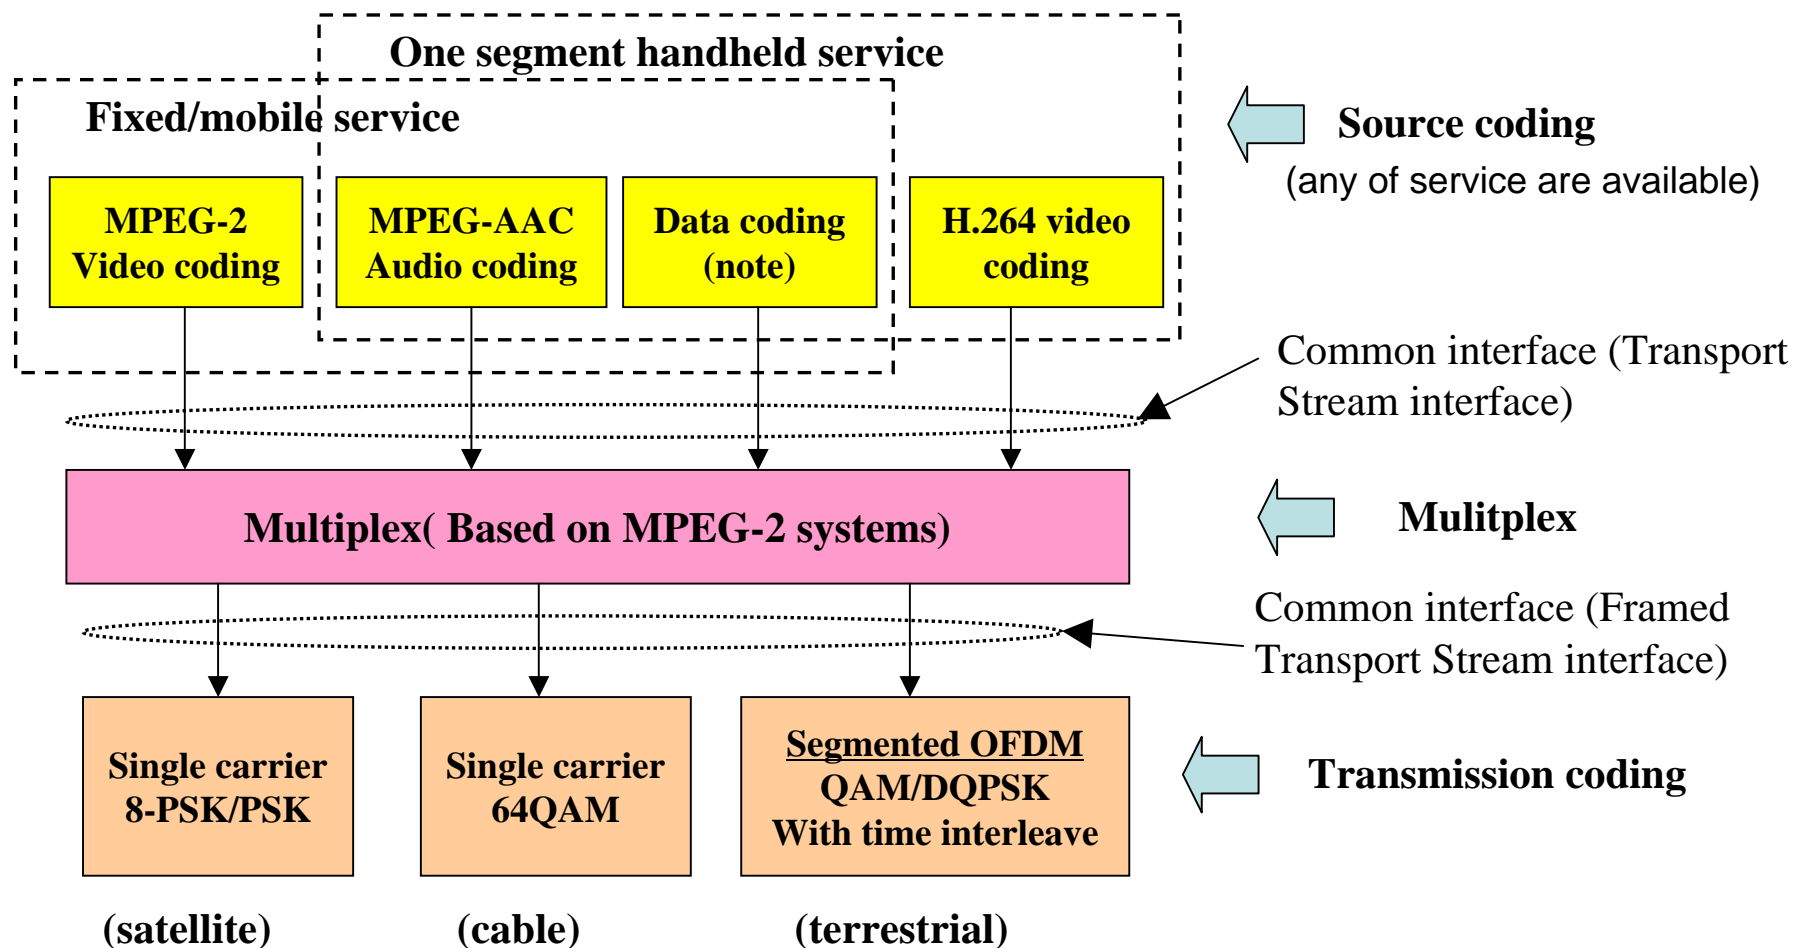 One segment handheld service
Fixed/mobile service
Source coding
(any of service are available)
MPEG-2
Video coding
MPEG-AAC
Audio coding
Data coding
(note)
H.264 video
coding
Common interface (Transport
Stream interface)
Multiplex( Based on MPEG-2 systems)
Mulitplex
Common interface (Framed
Transport Stream interface)
Single carrier
8-PSK/PSK
Single carrier
64QAM
Segmented OFDM
QAM/DQPSK
With time interleave
Transmission coding
(satellite)
(cable)
(terrestrial)